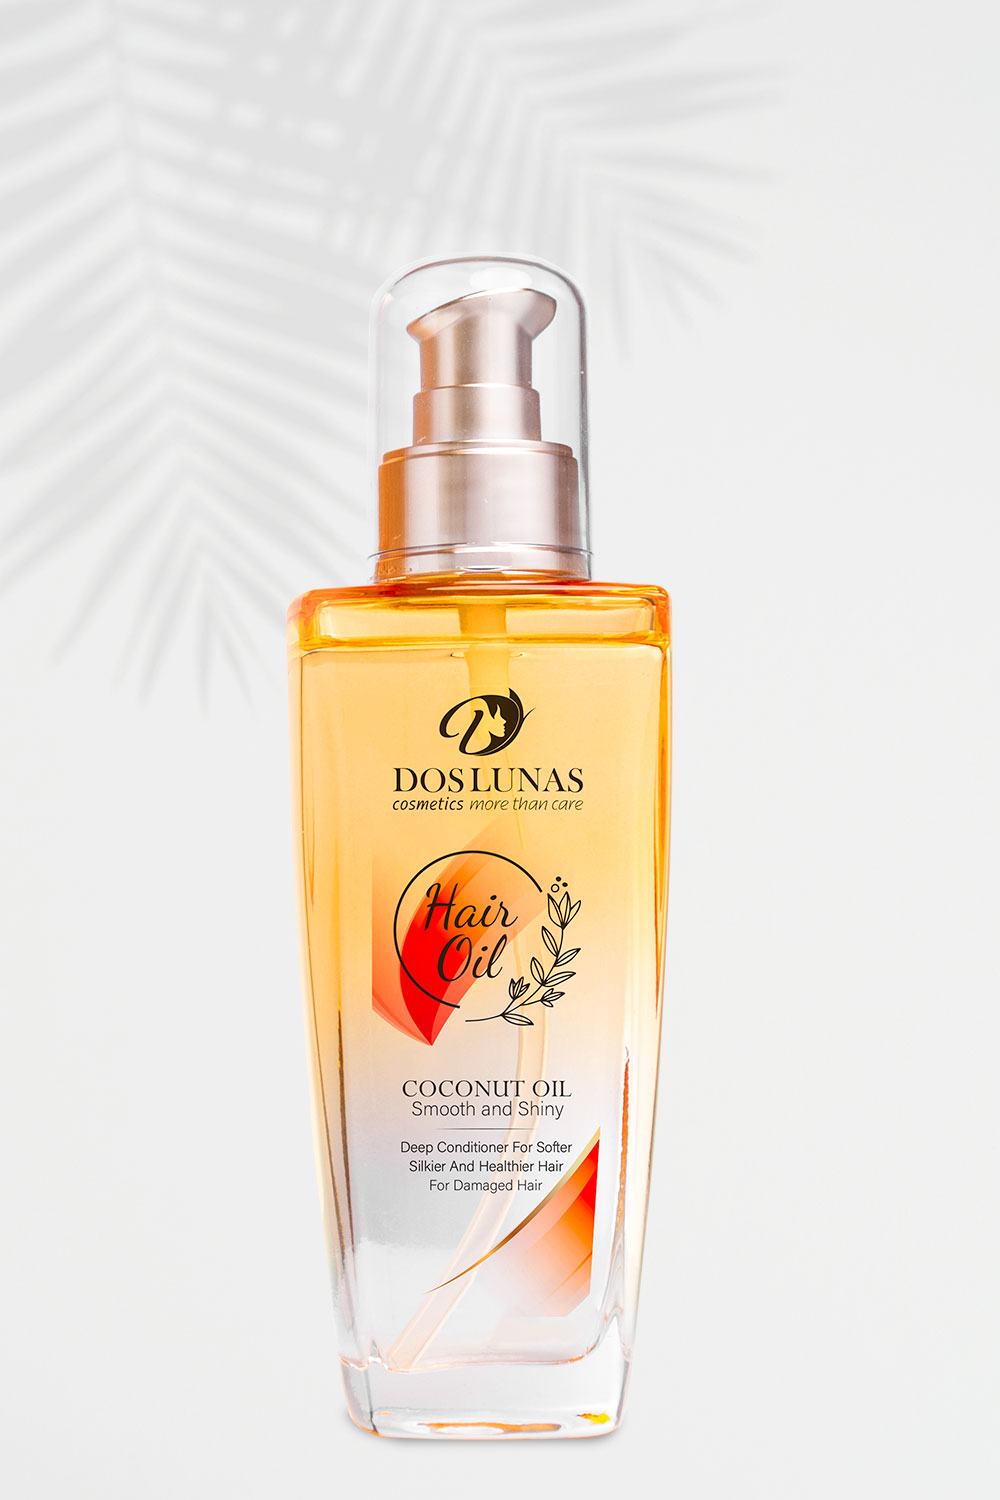 DOS LUNAS
cosmetics more than care
Hair
Oil
COCONUT OIL
Smooth and Shiny
Deep Conditioner For Softer
Silkier And Healthier Hair
For Damaged Hair